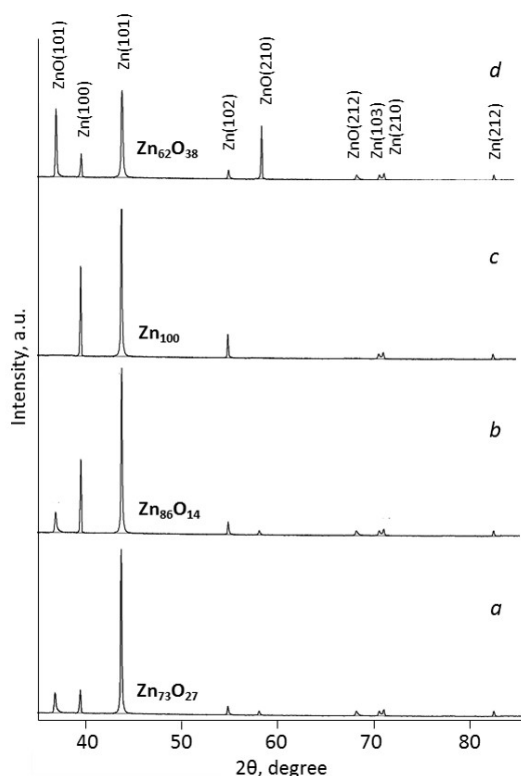 ZnO(101)
Zn(100)
Zn(101)
Zn(102)
ZnO(210)
ZnO(212)
Zn(103)
Zn(210)
Zn(212)
d
Zn₆₂O₃₈
c
Zn₁₀₀
b
Zn₈₆O₁₄
a
Zn₇₃O₂₇
Intensity, a.u.
40 50 60 70 80
2θ, degree